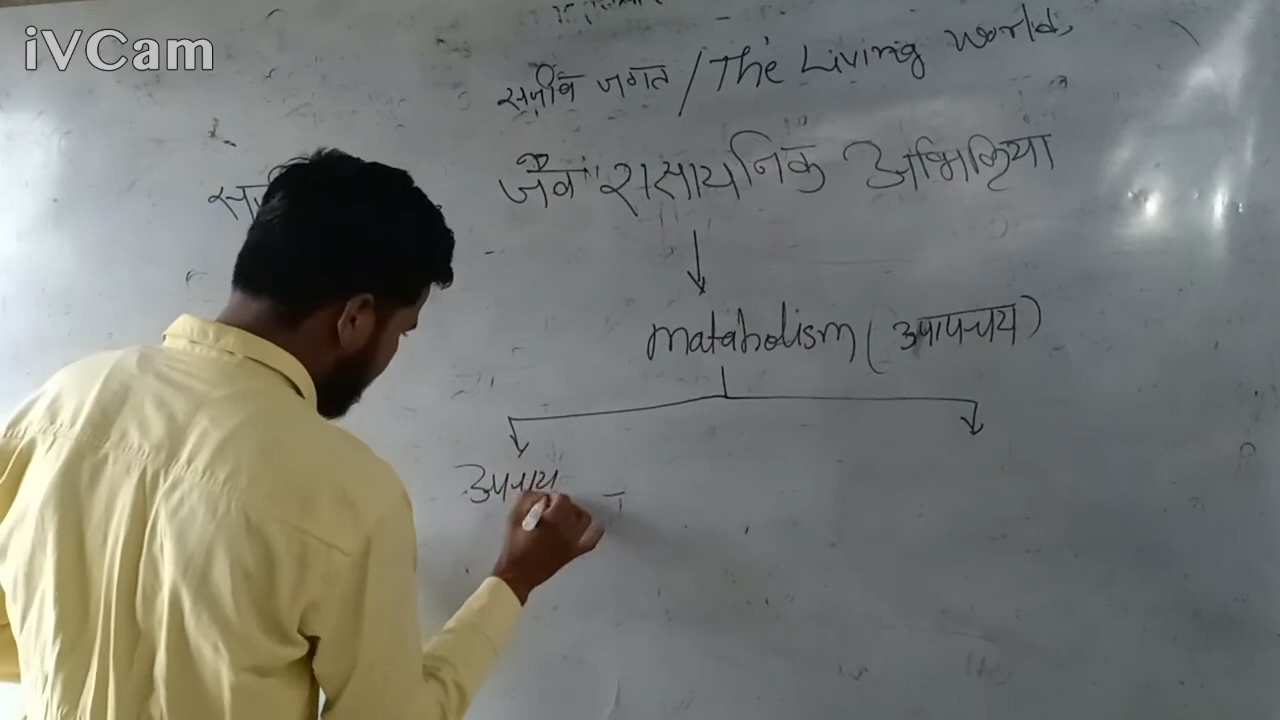 iVCam
सजीव जगत / The Living World,
जैव रासायनिक अभिक्रिया
matabolism ( उपापचय )
उपचय